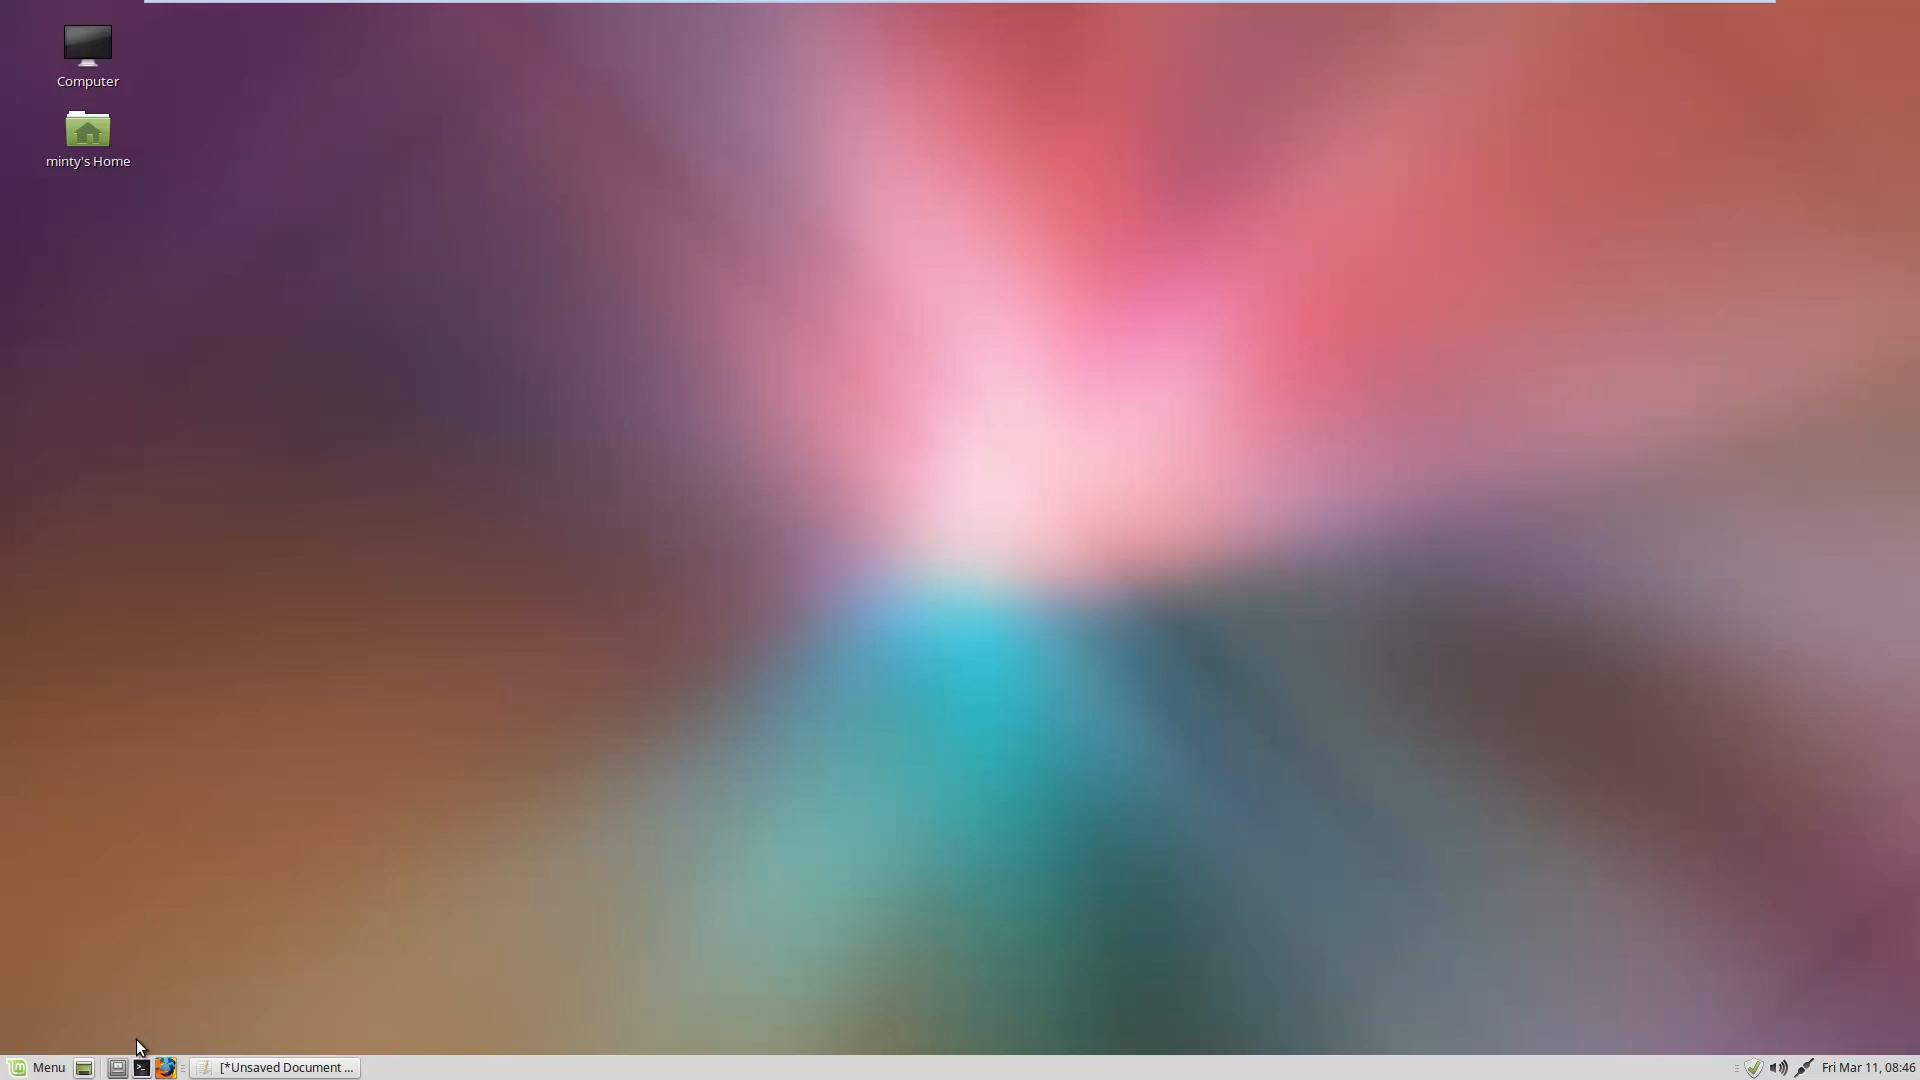 Computer
minty's Home
Menu
[*Unsaved Document ...
Fri Mar 11, 08:46